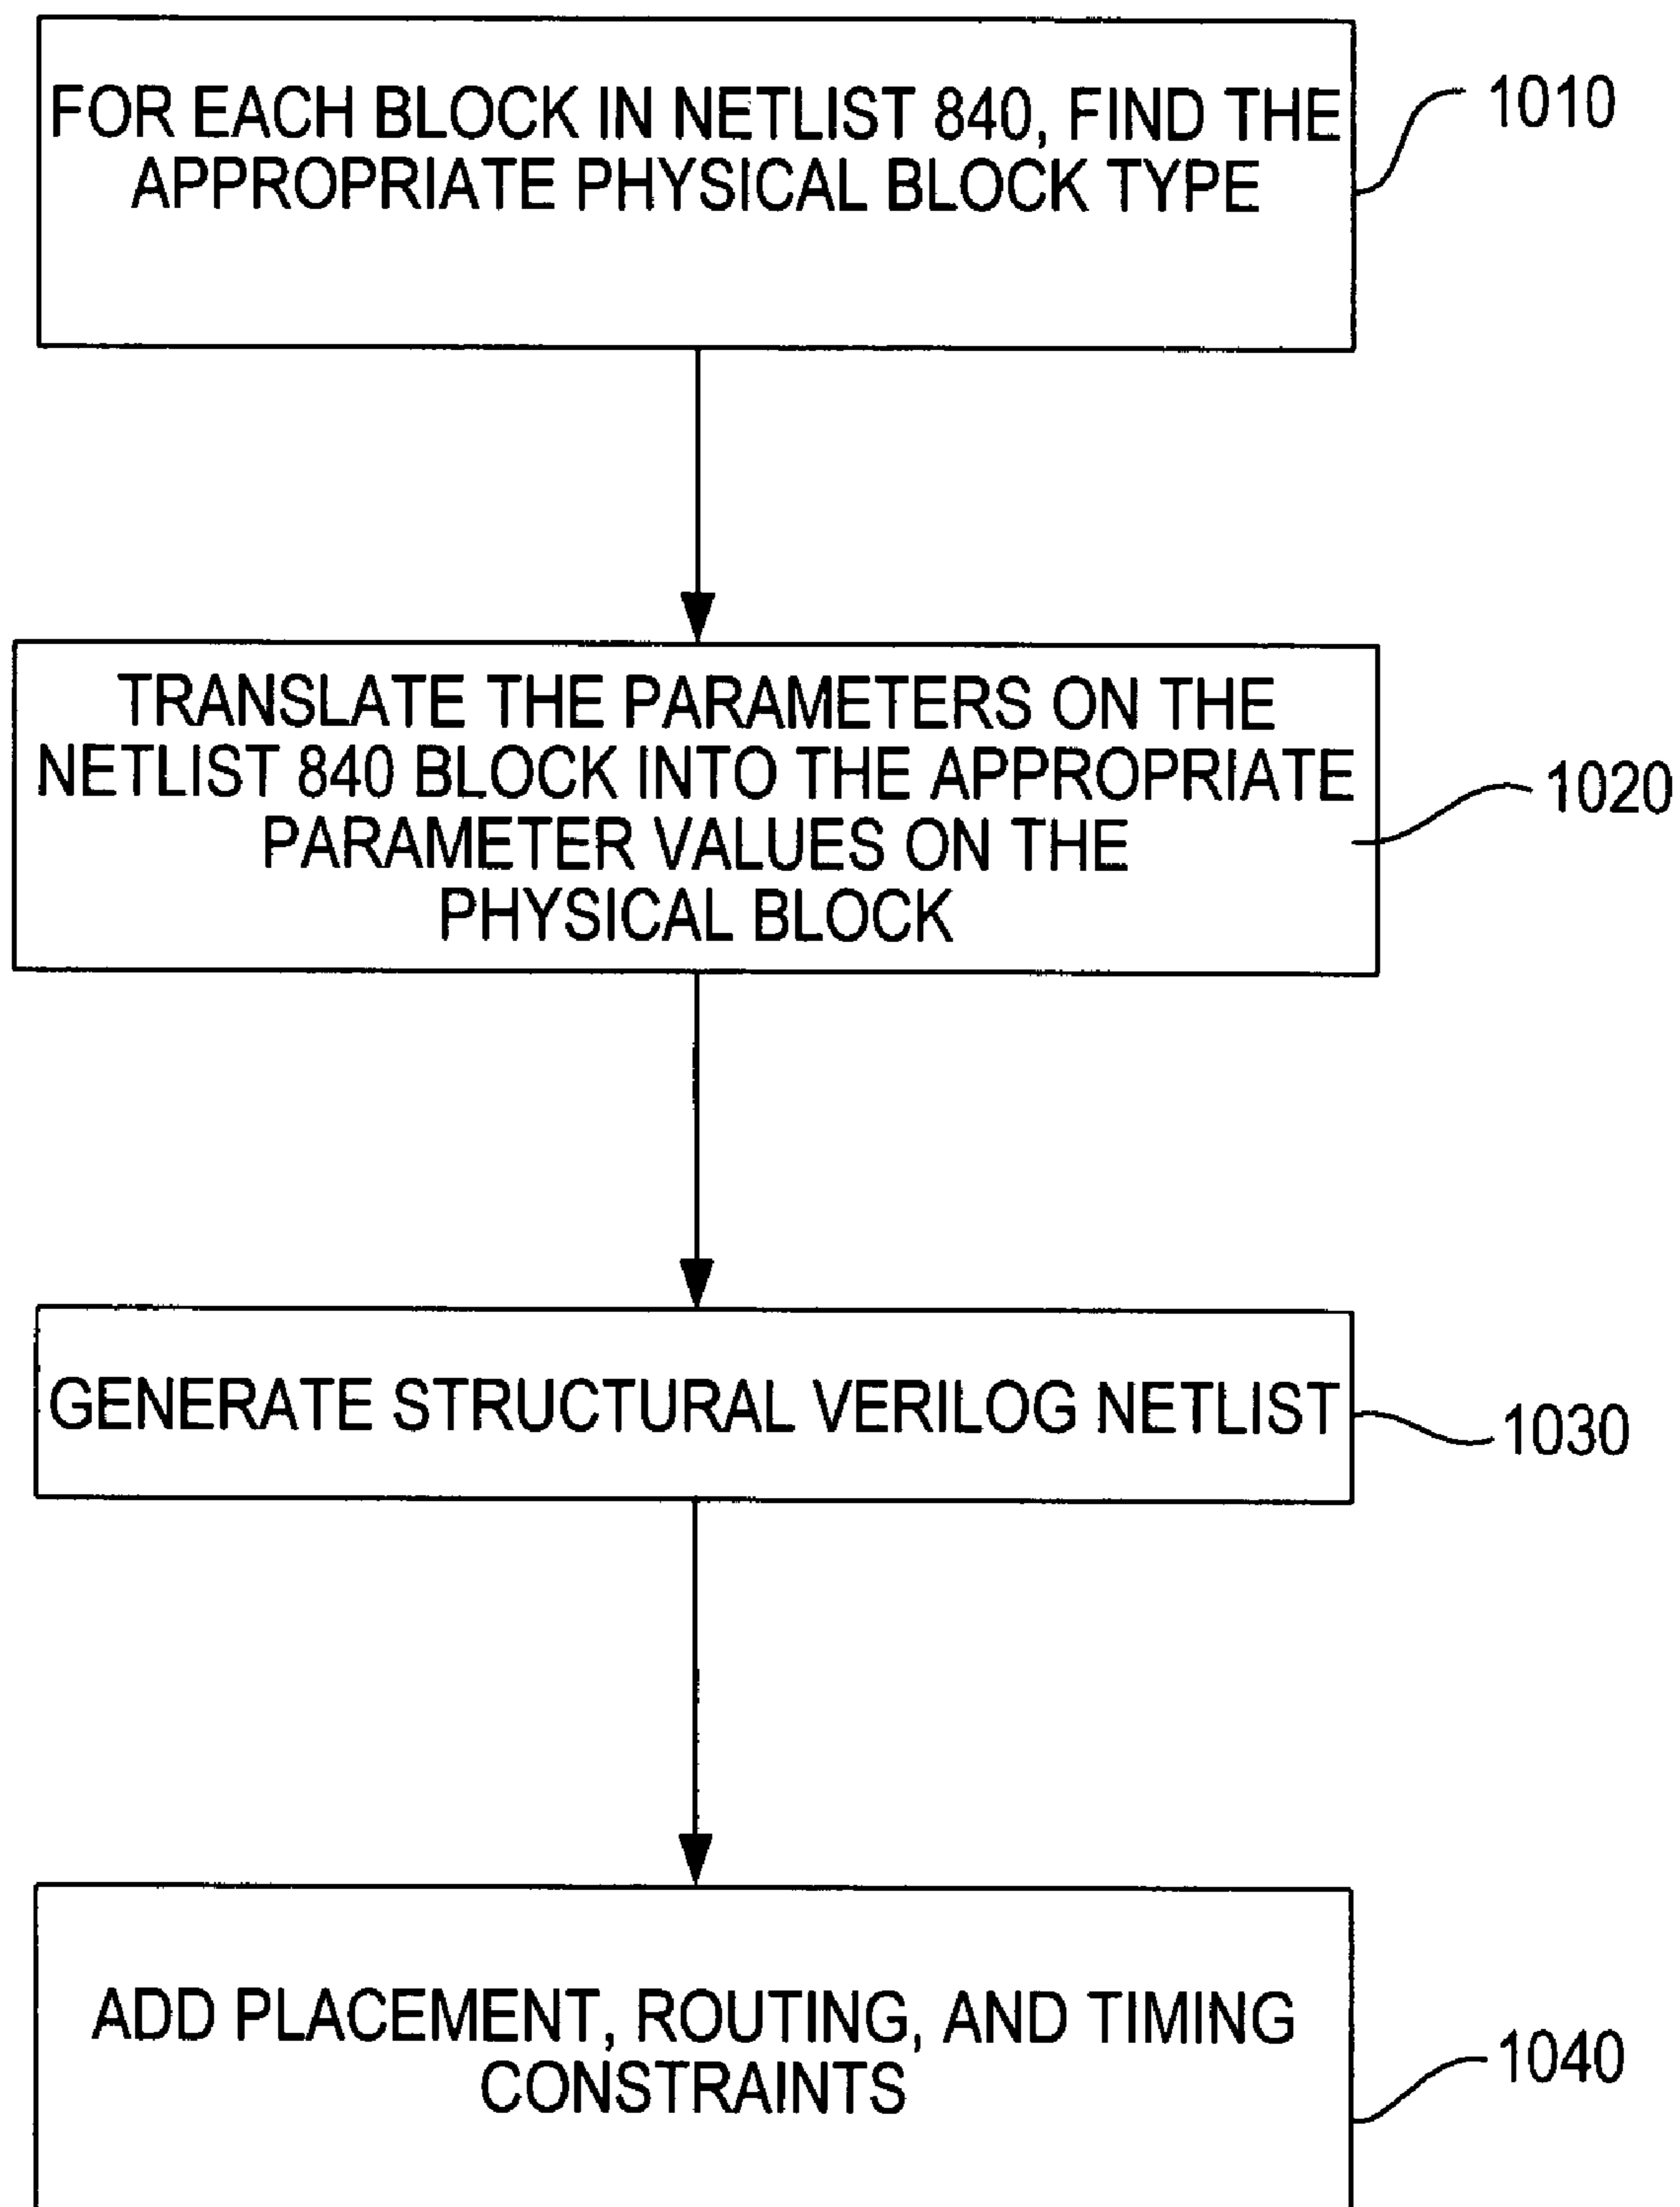 FOR EACH BLOCK IN NETLIST 840, FIND THE
APPROPRIATE PHYSICAL BLOCK TYPE
1010
TRANSLATE THE PARAMETERS ON THE
NETLIST 840 BLOCK INTO THE APPROPRIATE
PARAMETER VALUES ON THE
PHYSICAL BLOCK
1020
GENERATE STRUCTURAL VERILOG NETLIST
1030
ADD PLACEMENT, ROUTING, AND TIMING
CONSTRAINTS
1040